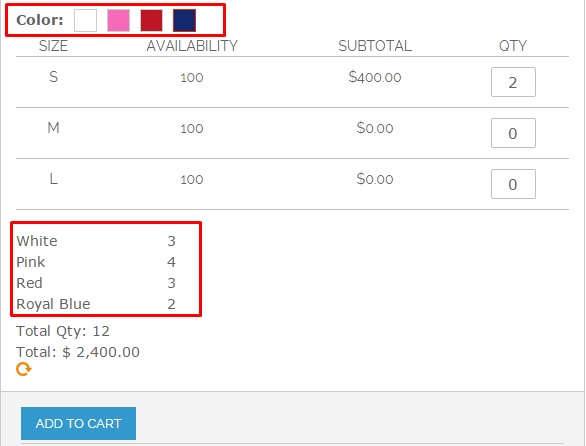 Color:
SIZE AVAILABILITY SUBTOTAL QTY
S 100 $400.00 2
M 100 $0.00 0
L 100 $0.00 0
White 3
Pink 4
Red 3
Royal Blue 2
Total Qty: 12
Total: $ 2,400.00
ADD TO CART